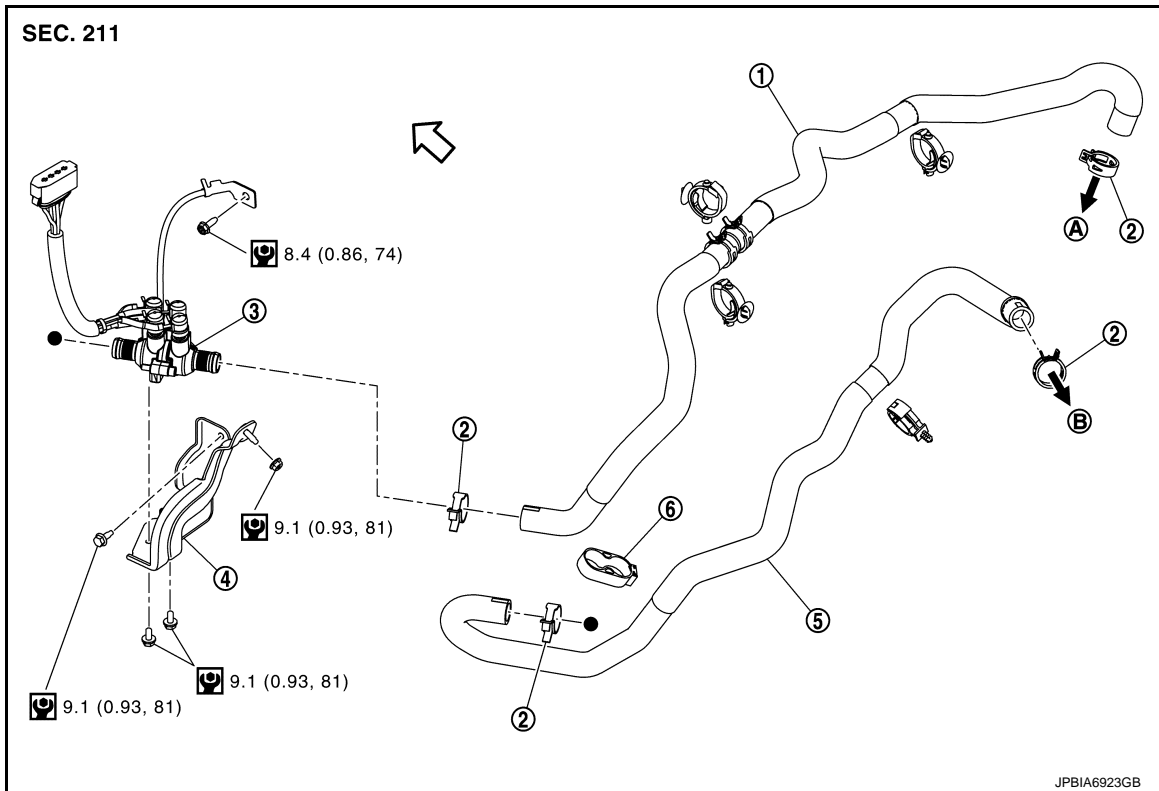 SEC. 211
1
2
A
8.4 (0.86, 74)
3
2
B
2
9.1 (0.93, 81)
6
4
5
9.1 (0.93, 81)
9.1 (0.93, 81)
2
JPBIA6923GB